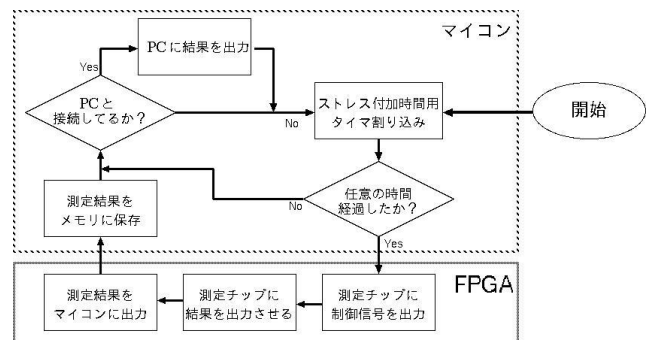 マイコン
PCに結果を出力
Yes
PCと
接続してるか？
No
ストレス付加時間用
タイマ割り込み
開始
測定結果を
メモリに保存
No
任意の時間
経過したか？
Yes
FPGA
測定結果を
マイコンに出力
測定チップに
結果を出力させる
測定チップに
制御信号を出力